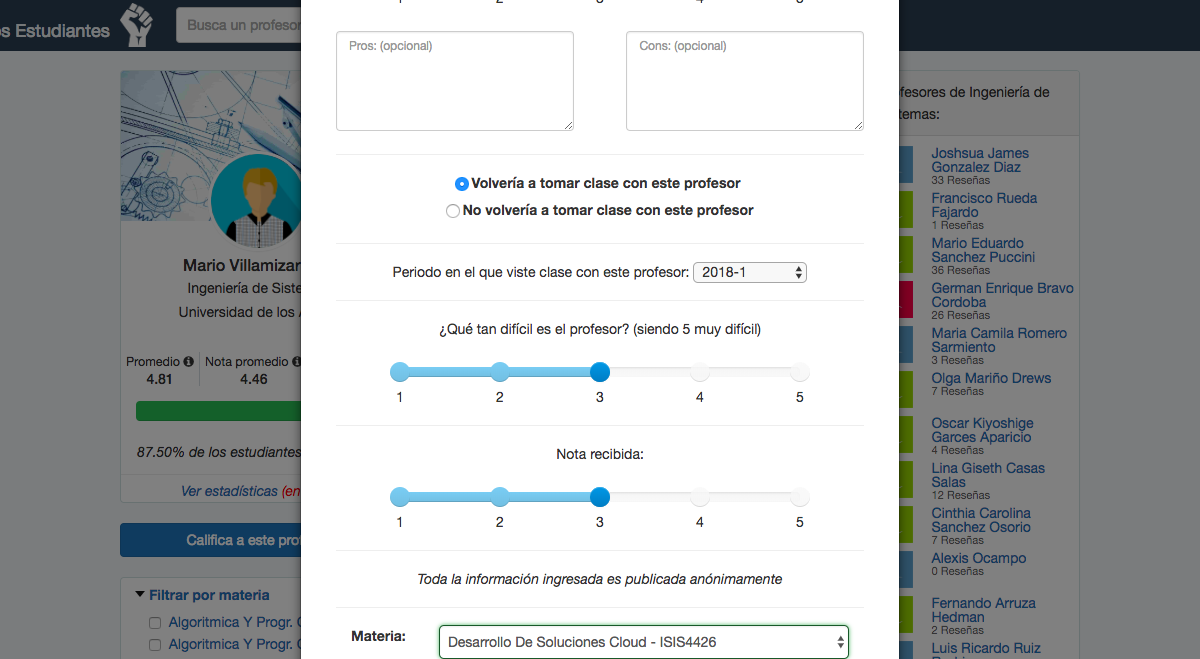 s Estudiantes
Busca un profesor
1 2 3 4 5
Pros: (opcional)
Cons: (opcional)
Volvería a tomar clase con este profesor
No volvería a tomar clase con este profesor
Periodo en el que viste clase con este profesor: 2018-1
¿Qué tan difícil es el profesor? (siendo 5 muy difícil)
1 2 3 4 5
Nota recibida:
1 2 3 4 5
Toda la información ingresada es publicada anónimamente
Materia:
Desarrollo De Soluciones Cloud - ISIS4426
Mario Villamizar
Ingeniería de Siste
Universidad de los
Promedio
4.81
Nota promedio
4.46
87.50% de los estudiantes
Ver estadísticas (en
Califica a este prof
Filtrar por materia
Algoritmica Y Progr.
Algoritmica Y Progr.
fesores de Ingeniería de
temas:
Joshsua James
Gonzalez Diaz
33 Reseñas
Francisco Rueda
Fajardo
1 Reseñas
Mario Eduardo
Sanchez Puccini
36 Reseñas
German Enrique Bravo
Cordoba
26 Reseñas
Maria Camila Romero
Sarmiento
3 Reseñas
Olga Mariño Drews
7 Reseñas
Oscar Kiyoshige
Garces Aparicio
4 Reseñas
Lina Giseth Casas
Salas
12 Reseñas
Cinthia Carolina
Sanchez Osorio
7 Reseñas
Alexis Ocampo
0 Reseñas
Fernando Arruza
Hedman
2 Reseñas
Luis Ricardo Ruiz